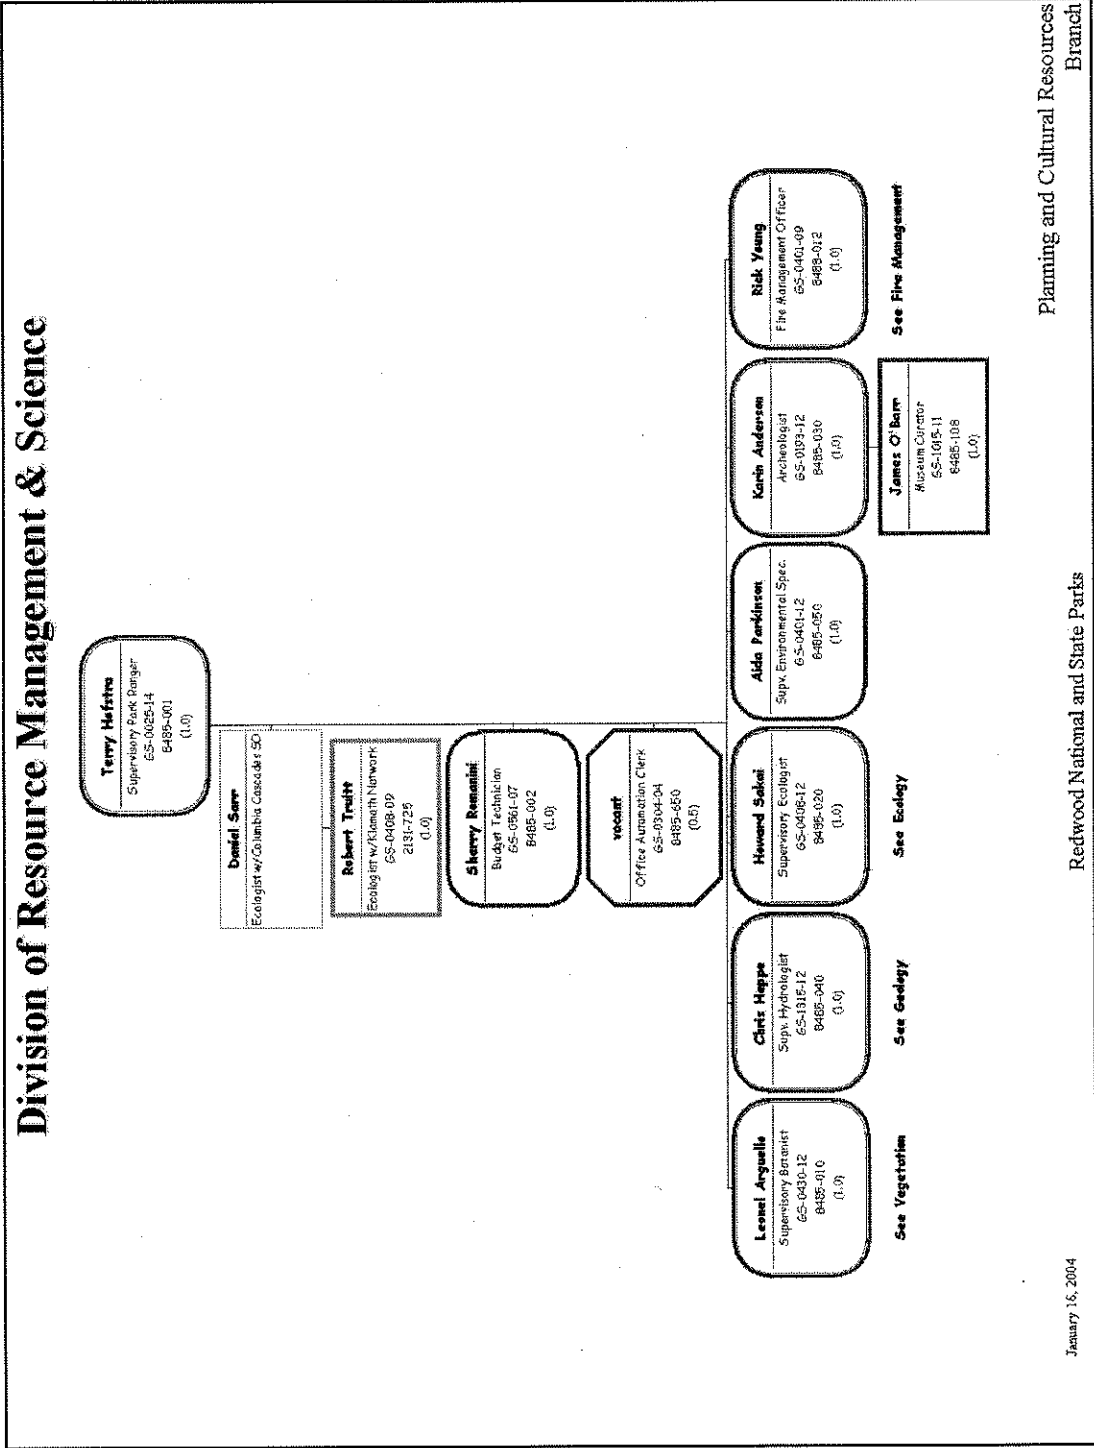 Division of Resource Management & Science
Terry Hofstra
Supervisory Park Ranger
GS-0025-14
8485-001
(1.0)
Daniel Sarr
Ecologist w/Columbia Cascades SO
Robert Truitt
Ecologist w/Klamath Network
GS-0408-09
2131-725
(1.0)
Sherry Romanini
Budget Technician
GS-0561-07
8485-002
(1.0)
vacant
Office Automation Clerk
GS-0304-04
8485-650
(0.5)
Leonel Arguello
Supervisory Botanist
GS-0430-12
8485-010
(1.0)
See Vegetation
Chris Heppe
Supv. Hydrologist
GS-1315-12
8485-040
(1.0)
See Geology
Howard Sakai
Supervisory Ecologist
GS-0408-12
8485-020
(1.0)
See Ecology
Aida Parkinson
Supv. Environmental Spec.
GS-0401-12
8485-050
(1.0)
Karin Anderson
Archeologist
GS-0193-12
8485-030
(1.0)
James O'Barr
Museum Curator
GS-1015-11
8485-108
(1.0)
Rick Young
Fire Management Officer
GS-0401-09
8485-012
(1.0)
See Fire Management
January 16, 2004
Redwood National and State Parks
Planning and Cultural Resources
Branch